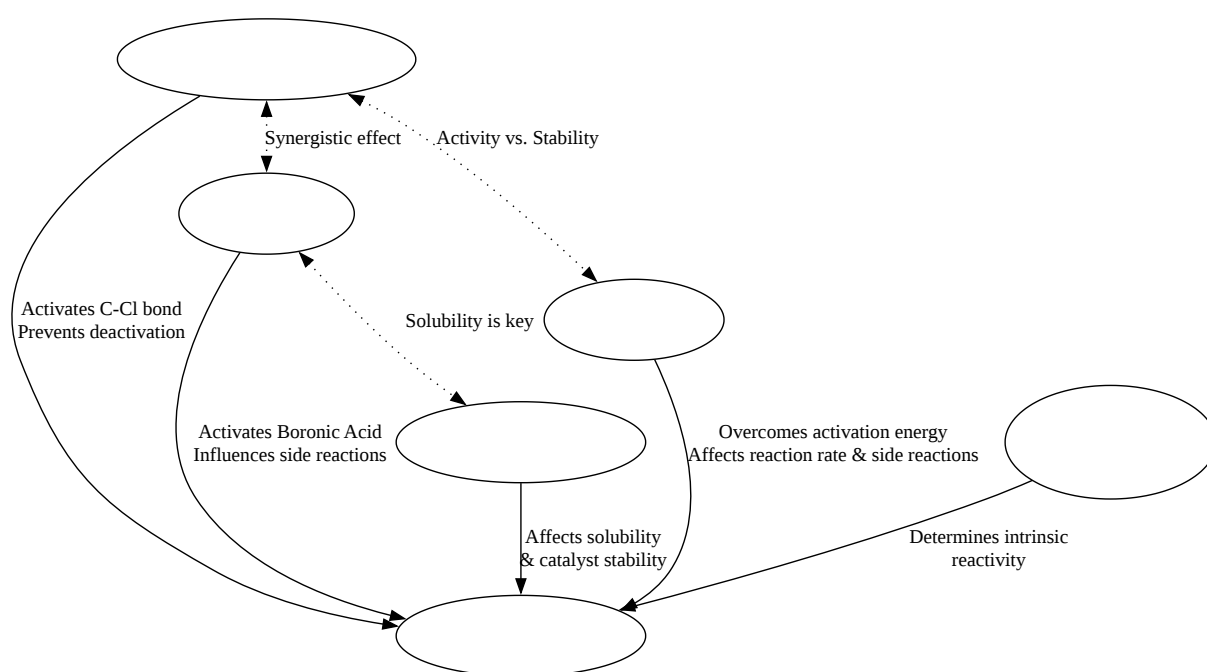 Synergistic effect
Activity vs. Stability
Activates C-Cl bond
Prevents deactivation
Solubility is key
Activates Boronic Acid
Influences side reactions
Overcomes activation energy
Affects reaction rate & side reactions
Affects solubility
& catalyst stability
Determines intrinsic
reactivity